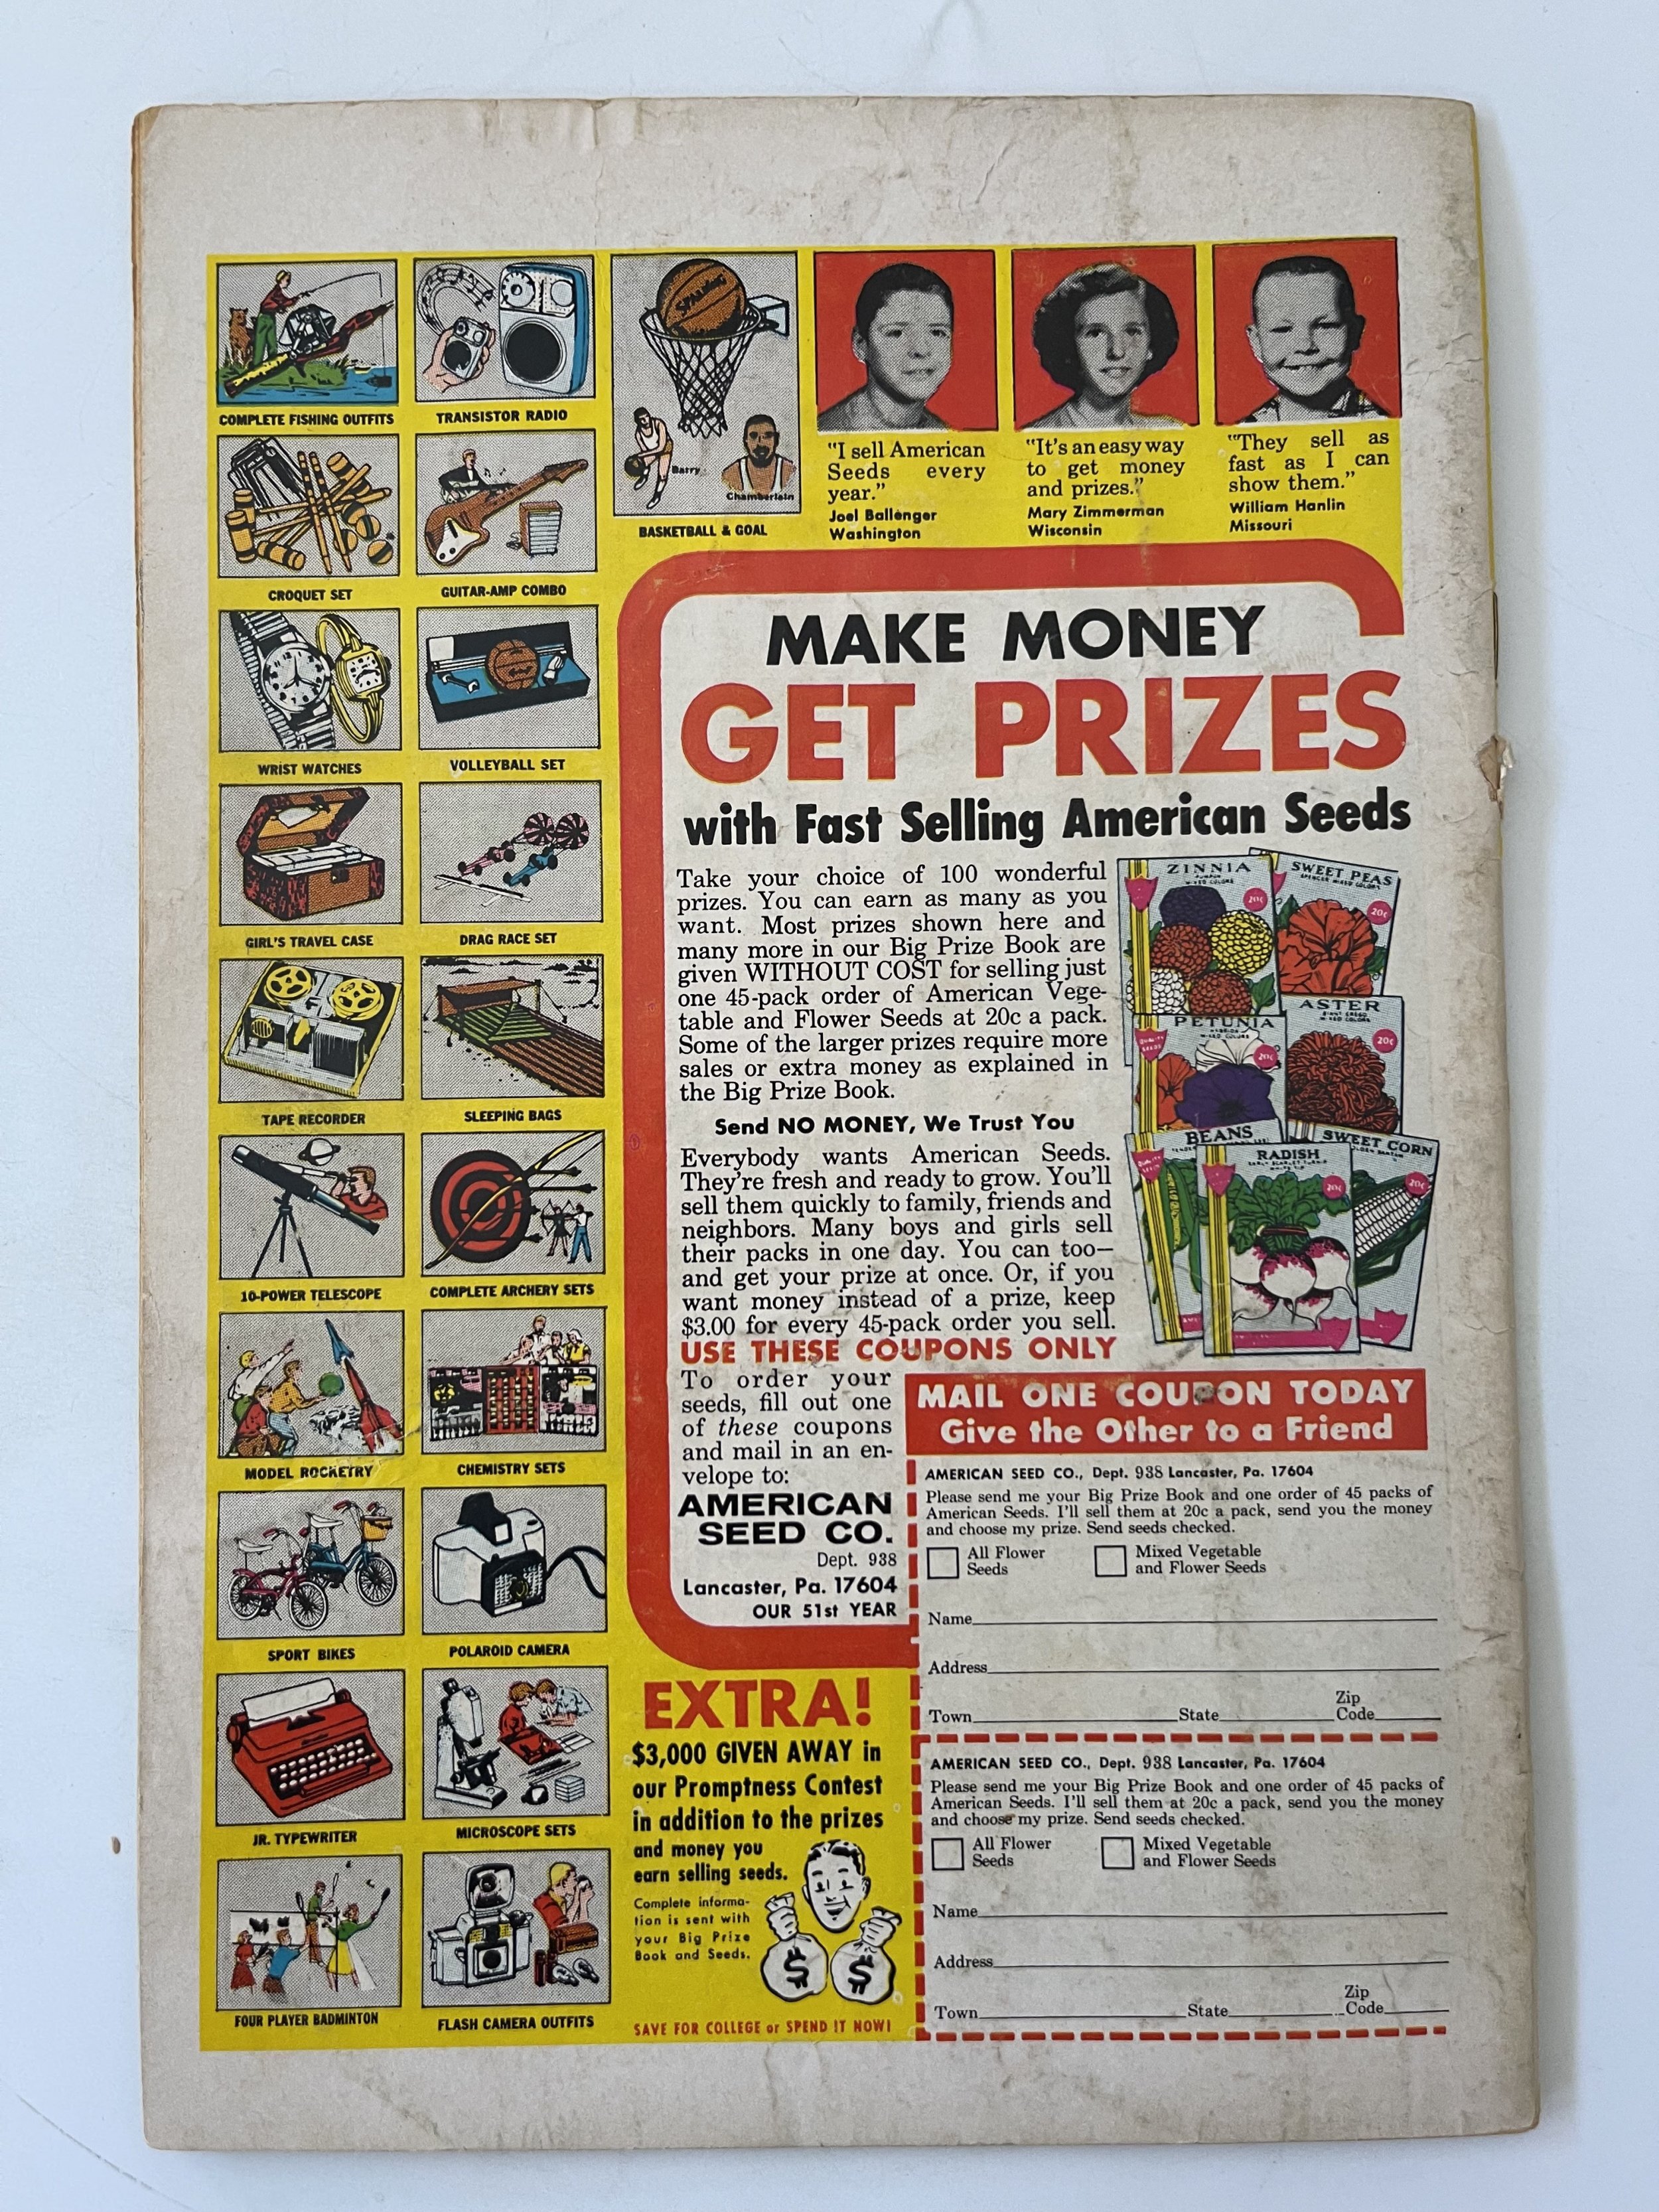 COMPLETE FISHING OUTFITS
TRANSISTOR RADIO
SPALDING
Barry
Chamberlain
BASKETBALL & GOAL
CROQUET SET
GUITAR-AMP COMBO
WRIST WATCHES
VOLLEYBALL SET
GIRL'S TRAVEL CASE
DRAG RACE SET
TAPE RECORDER
SLEEPING BAGS
10-POWER TELESCOPE
COMPLETE ARCHERY SETS
MODEL ROCKETRY
CHEMISTRY SETS
SPORT BIKES
POLAROID CAMERA
JR. TYPEWRITER
MICROSCOPE SETS
FOUR PLAYER BADMINTON
FLASH CAMERA OUTFITS
"I sell American
Seeds every
year."
Joel Ballenger
Washington
"It's an easy way
to get money
and prizes."
Mary Zimmerman
Wisconsin
"They sell as
fast as I can
show them."
William Hanlin
Missouri
MAKE MONEY
GET PRIZES
with Fast Selling American Seeds
Take your choice of 100 wonderful
prizes. You can earn as many as you
want. Most prizes shown here and
many more in our Big Prize Book are
given WITHOUT COST for selling just
one 45-pack order of American Vege-
table and Flower Seeds at 20c a pack.
Some of the larger prizes require more
sales or extra money as explained in
the Big Prize Book.
Send NO MONEY, We Trust You
Everybody wants American Seeds.
They're fresh and ready to grow. You'll
sell them quickly to family, friends and
neighbors. Many boys and girls sell
their packs in one day. You can too—
and get your prize at once. Or, if you
want money instead of a prize, keep
$3.00 for every 45-pack order you sell.
USE THESE COUPONS ONLY
To order your
seeds, fill out one
of these coupons
and mail in an en-
velope to:
AMERICAN
SEED CO.
Dept. 938
Lancaster, Pa. 17604
OUR 51st YEAR
ZINNIA
MIXED COLORS
20¢
SWEET PEAS
SPENCER MIXED COLORS
20¢
PETUNIA
MIXED COLORS
QUALITY SEEDS
20¢
ASTER
MIXED COLORS
20¢
BEANS
RADISH
20¢
SWEET CORN
20¢
MAIL ONE COUPON TODAY
Give the Other to a Friend
AMERICAN SEED CO., Dept. 938 Lancaster, Pa. 17604
Please send me your Big Prize Book and one order of 45 packs of
American Seeds. I'll sell them at 20c a pack, send you the money
and choose my prize. Send seeds checked.
All Flower Seeds
Mixed Vegetable and Flower Seeds
Name
Address
Town State Zip Code
AMERICAN SEED CO., Dept. 938 Lancaster, Pa. 17604
Please send me your Big Prize Book and one order of 45 packs of
American Seeds. I'll sell them at 20c a pack, send you the money
and choose my prize. Send seeds checked.
All Flower Seeds
Mixed Vegetable and Flower Seeds
Name
Address
Town State Zip Code
EXTRA!
$3,000 GIVEN AWAY in
our Promptness Contest
in addition to the prizes
and money you
earn selling seeds.
Complete informa-
tion is sent with
your Big Prize
Book and Seeds.
$ $
SAVE FOR COLLEGE or SPEND IT NOW!